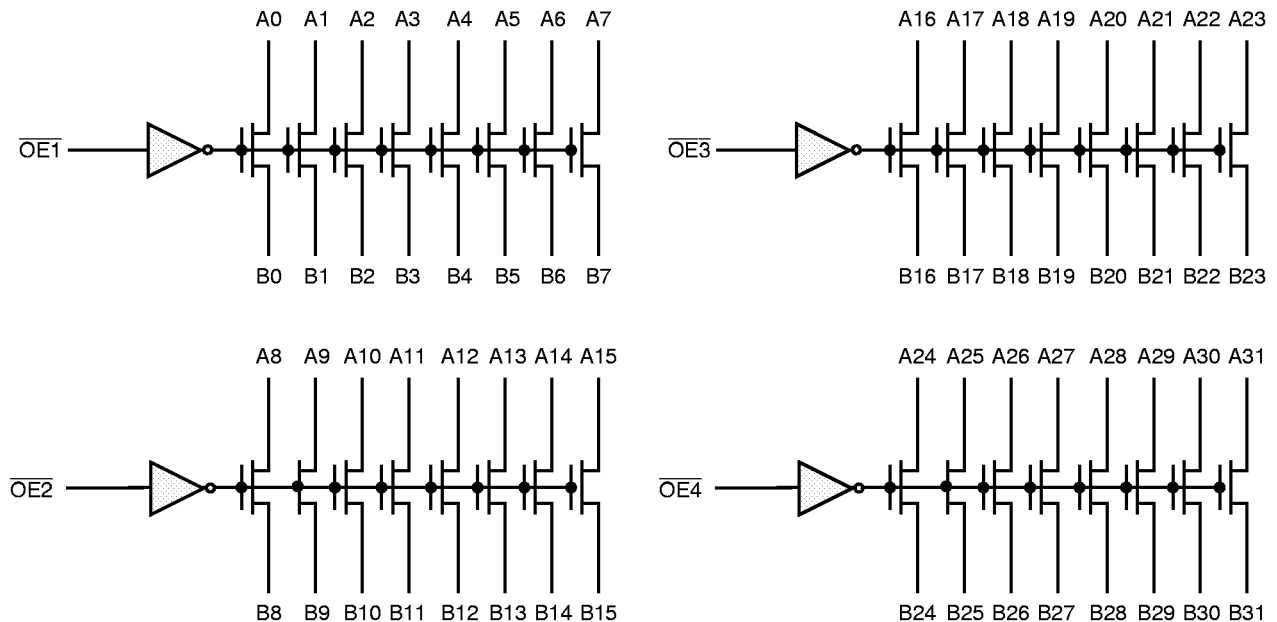 A0 A1 A2 A3 A4 A5 A6 A7
A16 A17 A18 A19 A20 A21 A22 A23
OE1
OE3
B0 B1 B2 B3 B4 B5 B6 B7
B16 B17 B18 B19 B20 B21 B22 B23
A8 A9 A10 A11 A12 A13 A14 A15
A24 A25 A26 A27 A28 A29 A30 A31
OE2
OE4
B8 B9 B10 B11 B12 B13 B14 B15
B24 B25 B26 B27 B28 B29 B30 B31